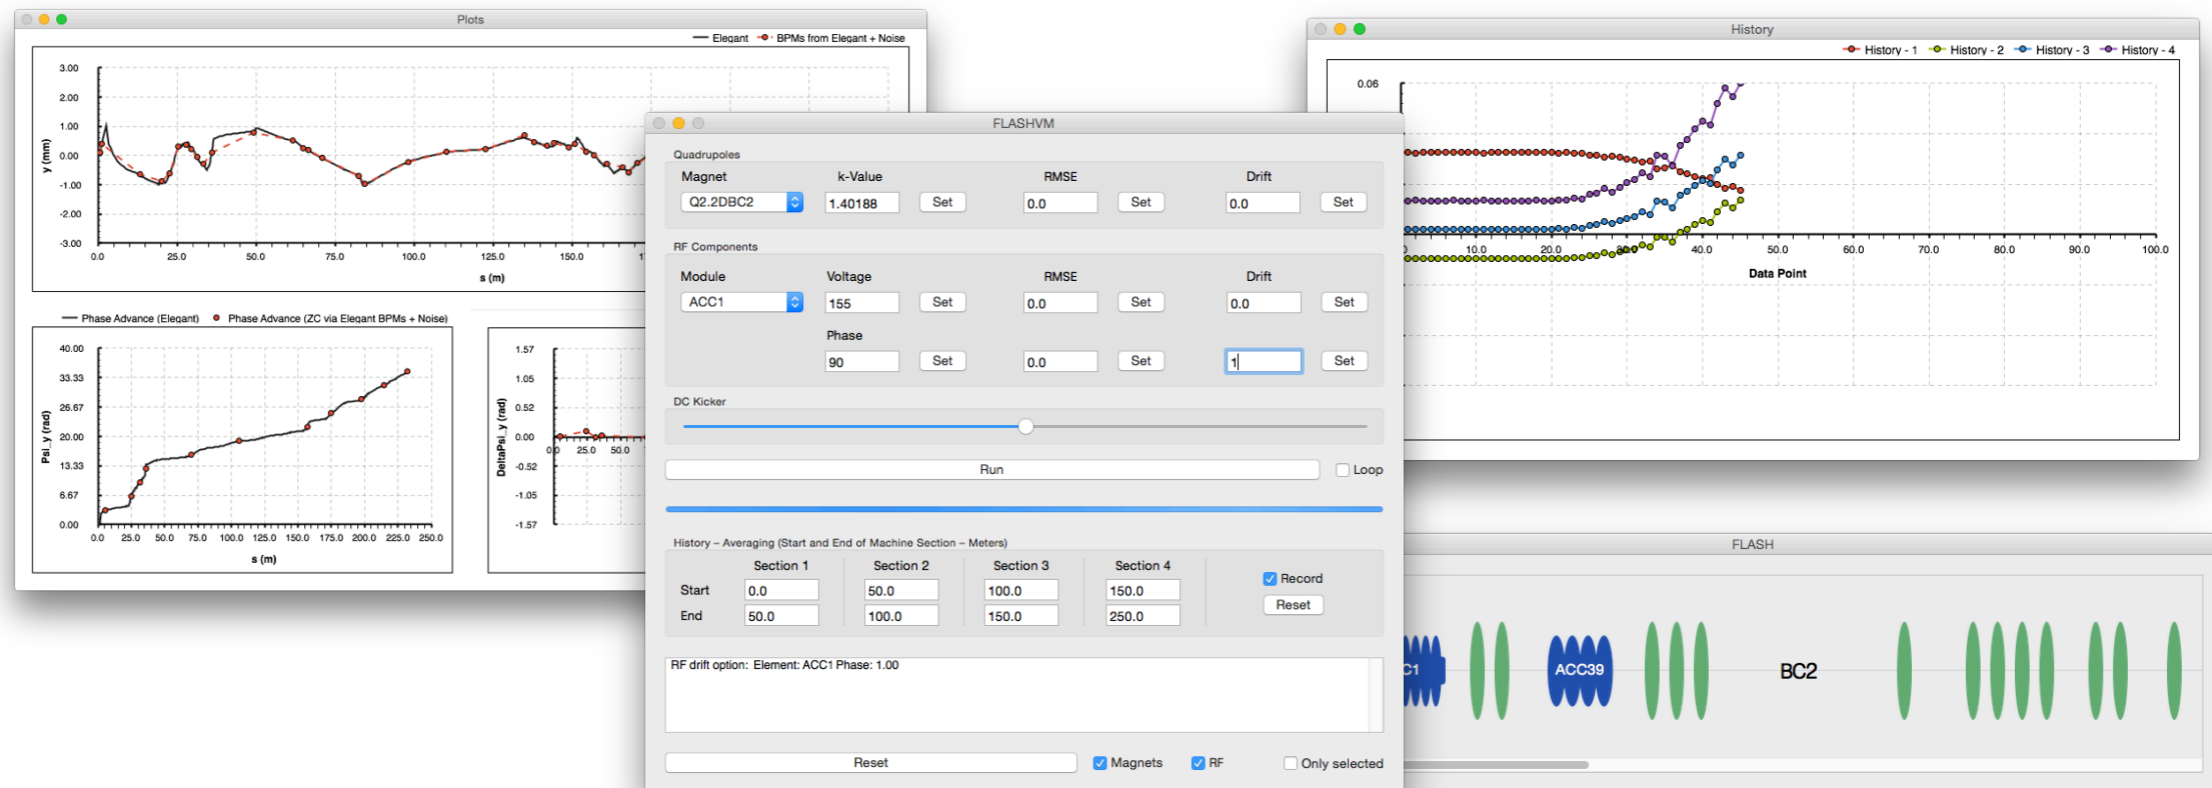 Plots
Elegant BPMs from Elegant + Noise
3.00
2.00
1.00
0.00
-1.00
-2.00
-3.00
y (mm)
0.0 25.0 50.0 75.0 100.0 125.0 150.0
s (m)
Phase Advance (Elegant) Phase Advance (ZC via Elegant BPMs + Noise)
40.00
33.33
26.67
20.00
13.33
6.67
0.00
Psi_y (rad)
0.0 25.0 50.0 75.0 100.0 125.0 150.0 175.0 200.0 225.0 250.0
s (m)
1.57
1.05
0.52
0.00
-0.52
-1.05
-1.57
DeltaPsi_y (rad)
0.0 25.0 50.0
FLASHVM
Quadrupoles
Magnet k-Value RMSE Drift
Q2.2DBC2 1.40188 Set 0.0 Set 0.0 Set
RF Components
Module Voltage RMSE Drift
ACC1 155 Set 0.0 Set 0.0 Set
Phase
90 Set 0.0 Set 1 Set
DC Kicker
Run Loop
History – Averaging (Start and End of Machine Section – Meters)
Section 1 Section 2 Section 3 Section 4
Start 0.0 50.0 100.0 150.0
End 50.0 100.0 150.0 250.0
Record
Reset
RF drift option: Element: ACC1 Phase: 1.00
Reset Magnets RF Only selected
History
History - 1 History - 2 History - 3 History - 4
0.06
10.0 20.0 30.0 40.0 50.0 60.0 70.0 80.0 90.0 100.0
Data Point
FLASH
C1 ACC39 BC2